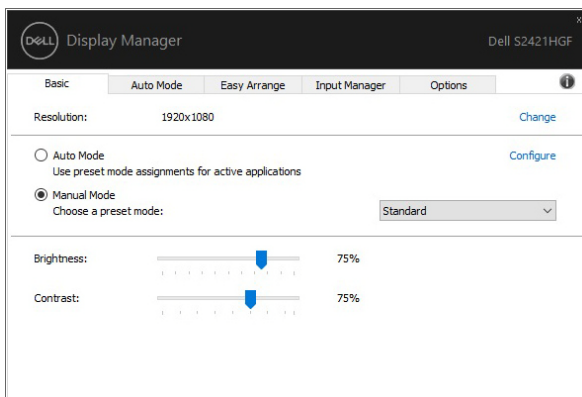 DELL Display Manager
Dell S2421HGF
x
Basic Auto Mode Easy Arrange Input Manager Options i
Resolution: 1920x1080 Change
Auto Mode Configure
Use preset mode assignments for active applications
Manual Mode
Choose a preset mode: Standard
Brightness: 75%
Contrast: 75%